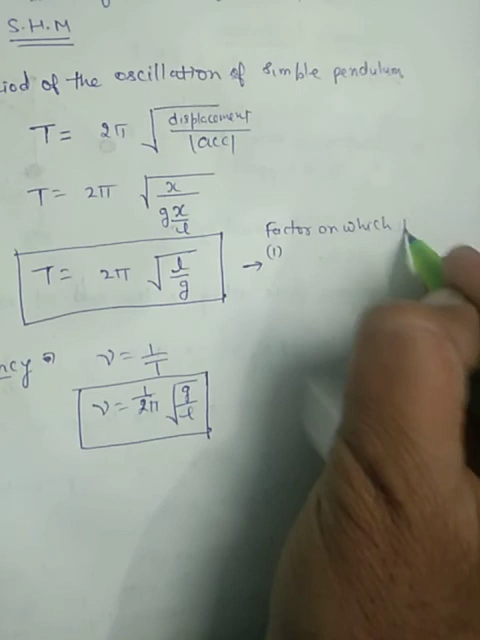 S.H.M
iod of the oscillation of simple pendulum
T = 2π √(displacement / |acc|)
T = 2π √(x / (g x/l))
T = 2π √(l/g) → Factor on which
(1)
ncy ν = 1/T
ν = 1/2π √(g/l)